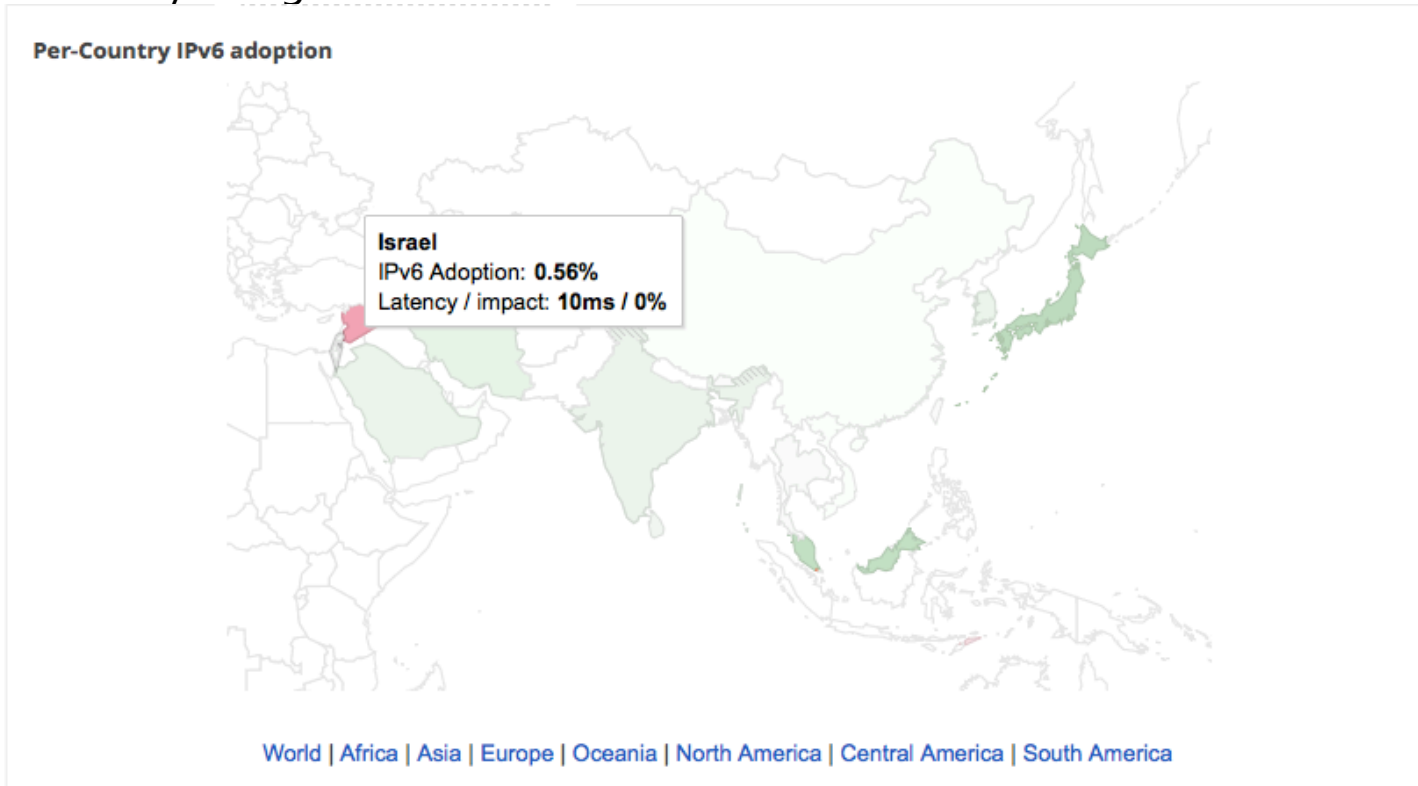 Per-Country IPv6 adoption
Israel
IPv6 Adoption: 0.56%
Latency / impact: 10ms / 0%
World | Africa | Asia | Europe | Oceania | North America | Central America | South America